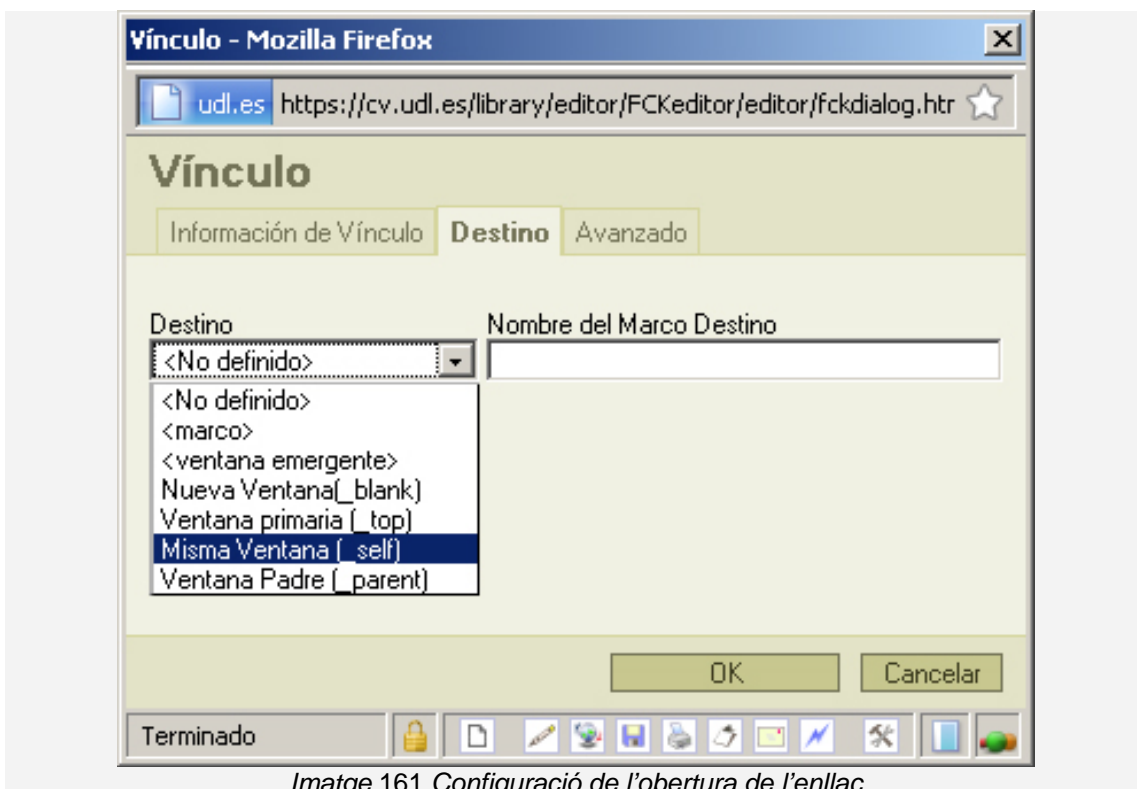 Vínculo - Mozilla Firefox
udl.es https://cv.udl.es/library/editor/FCKeditor/editor/fckdialog.htr
Vínculo
Información de Vínculo Destino Avanzado
Destino Nombre del Marco Destino
<No definido>
<No definido>
<marco>
<ventana emergente>
Nueva Ventana(_blank)
Ventana primaria (_top)
Misma Ventana (_self)
Ventana Padre (_parent)
OK Cancelar
Terminado
Imatge 161 Configuració de l'obertura de l'enllaç